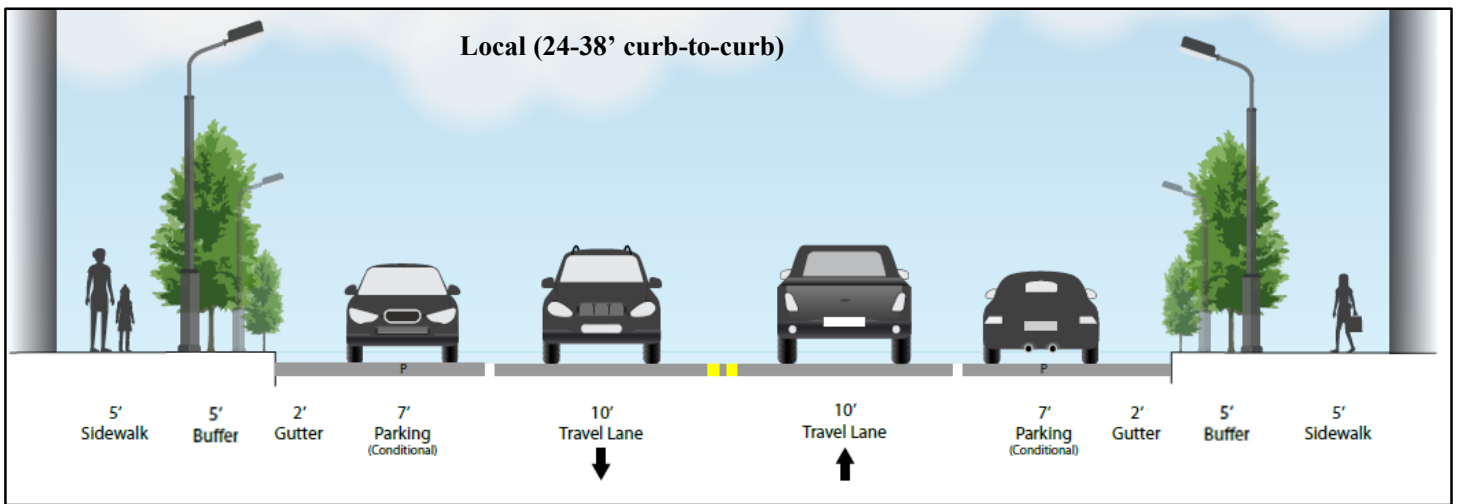 Local (24-38’ curb-to-curb)
P
P
5’
Sidewalk
5’
Buffer
2’
Gutter
7’
Parking
(Conditional)
10’
Travel Lane
10’
Travel Lane
7’
Parking
(Conditional)
2’
Gutter
5’
Buffer
5’
Sidewalk